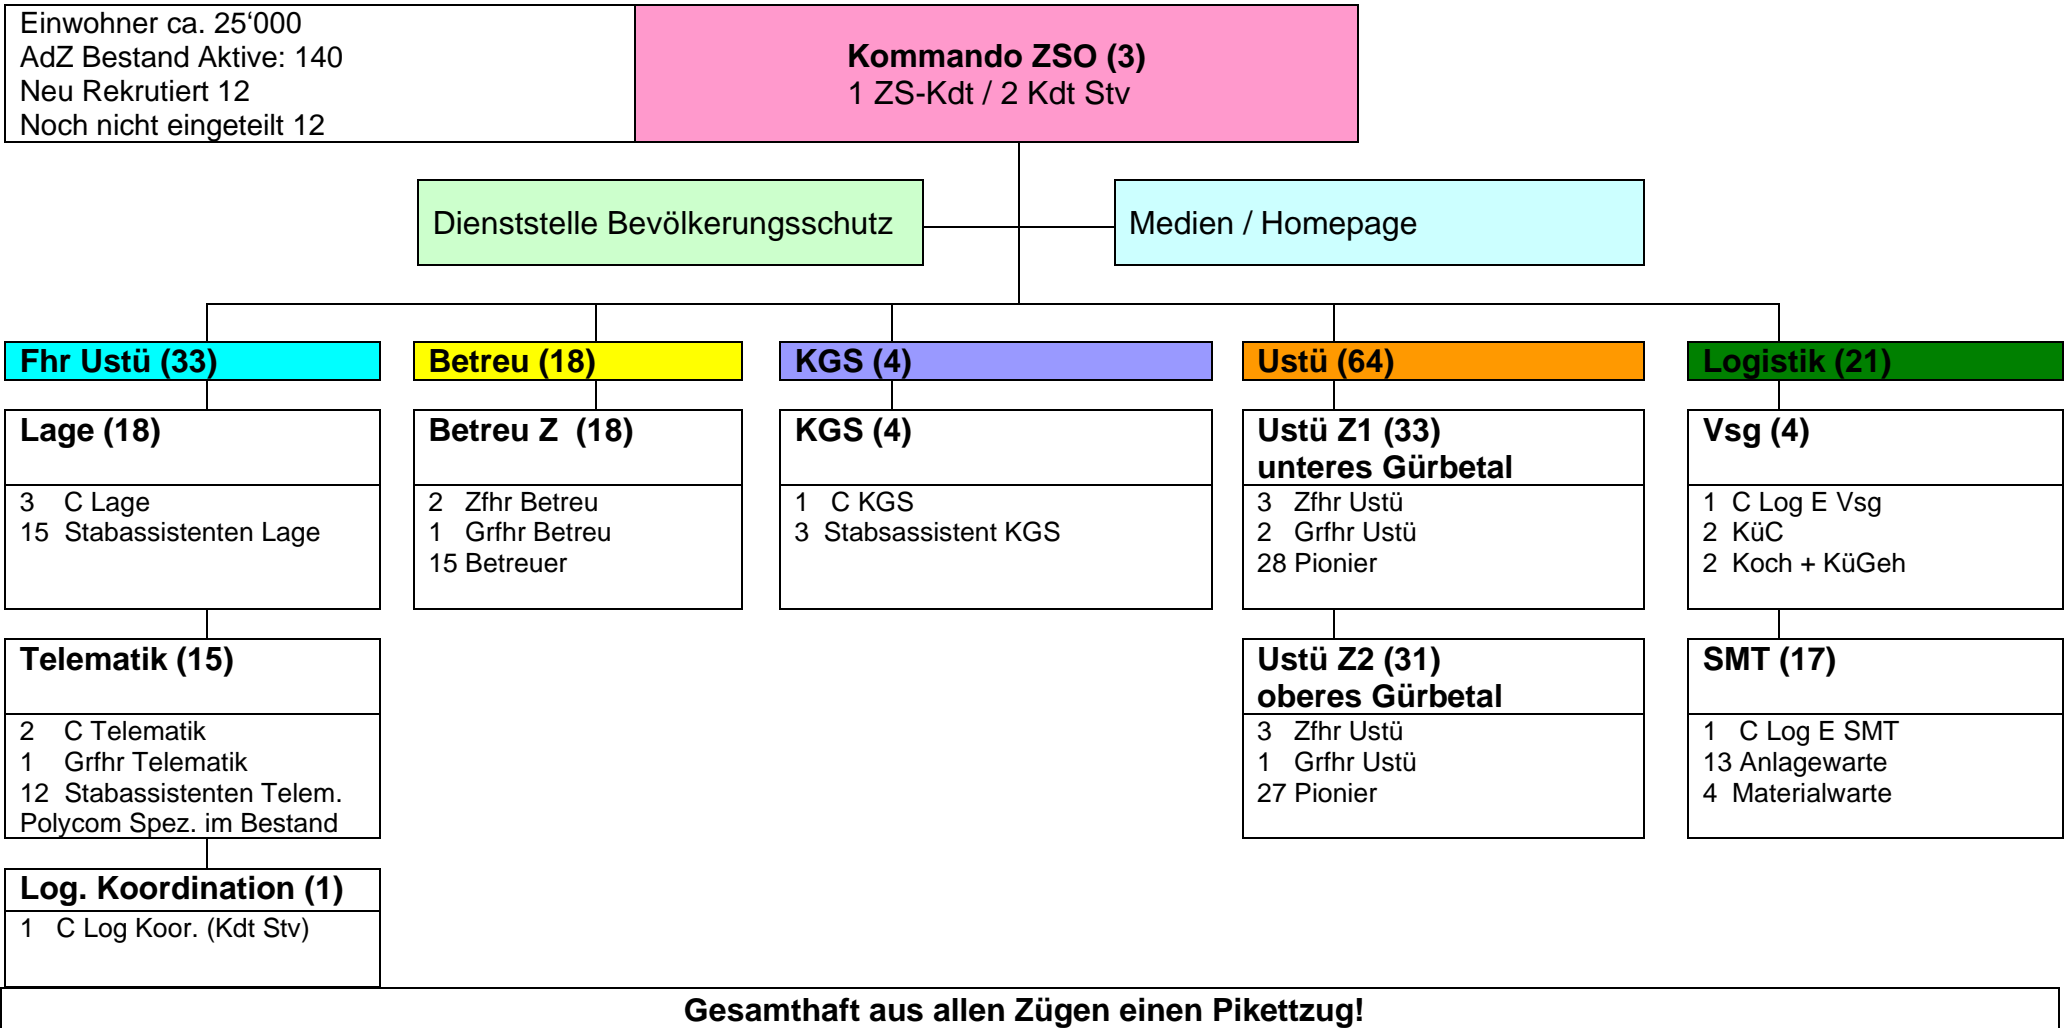 Einwohner ca. 25‘000
AdZ Bestand Aktive: 140
Neu Rekrutiert 12
Noch nicht eingeteilt 12
Kommando ZSO (3)
1 ZS-Kdt / 2 Kdt Stv
Dienststelle Bevölkerungsschutz
Medien / Homepage
Fhr Ustü (33)
Lage (18)
3 C Lage
15 Stabassistenten Lage
Telematik (15)
2 C Telematik
1 Grfhr Telematik
12 Stabassistenten Telem.
Polycom Spez. im Bestand
Log. Koordination (1)
1 C Log Koor. (Kdt Stv)
Betreu (18)
Betreu Z (18)
2 Zfhr Betreu
1 Grfhr Betreu
15 Betreuer
KGS (4)
KGS (4)
1 C KGS
3 Stabsassistent KGS
Ustü (64)
Ustü Z1 (33)
unteres Gürbetal
3 Zfhr Ustü
2 Grfhr Ustü
28 Pionier
Ustü Z2 (31)
oberes Gürbetal
3 Zfhr Ustü
1 Grfhr Ustü
27 Pionier
Logistik (21)
Vsg (4)
1 C Log E Vsg
2 KüC
2 Koch + KüGeh
SMT (17)
1 C Log E SMT
13 Anlagewarte
4 Materialwarte
Gesamthaft aus allen Zügen einen Pikettzug!